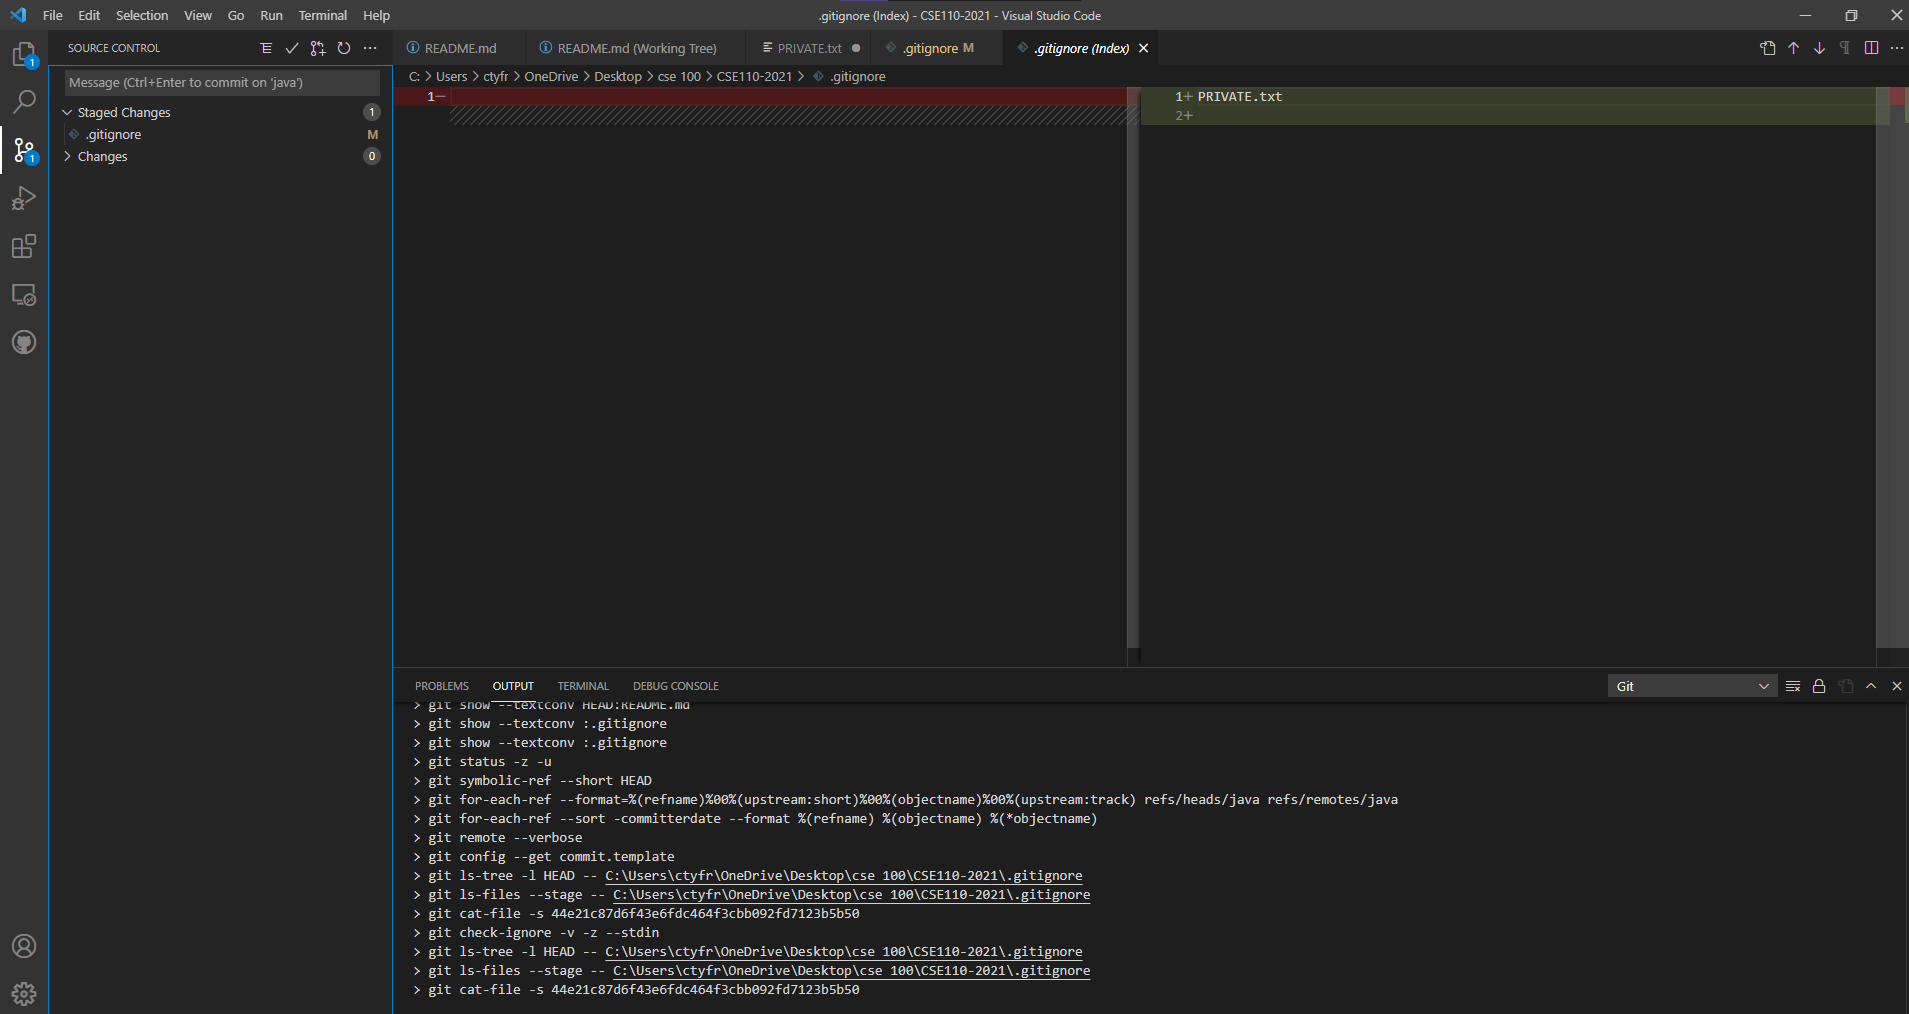 File Edit Selection View Go Run Terminal Help
.gitignore (Index) - CSE110-2021 - Visual Studio Code
SOURCE CONTROL
README.md
README.md (Working Tree)
PRIVATE.txt
.gitignore M
.gitignore (Index)
1
Message (Ctrl+Enter to commit on 'java')
C: > Users > ctyfr > OneDrive > Desktop > cse 100 > CSE110-2021 > .gitignore
Staged Changes 1
.gitignore M
Changes 0
1
1−
1+ PRIVATE.txt
2+
PROBLEMS OUTPUT TERMINAL DEBUG CONSOLE
Git
> git show --textconv HEAD:README.md
> git show --textconv :.gitignore
> git show --textconv :.gitignore
> git status -z -u
> git symbolic-ref --short HEAD
> git for-each-ref --format=%(refname)%00%(upstream:short)%00%(objectname)%00%(upstream:track) refs/heads/java refs/remotes/java
> git for-each-ref --sort -committerdate --format %(refname) %(objectname) %(*objectname)
> git remote --verbose
> git config --get commit.template
> git ls-tree -l HEAD -- C:\Users\ctyfr\OneDrive\Desktop\cse 100\CSE110-2021\.gitignore
> git ls-files --stage -- C:\Users\ctyfr\OneDrive\Desktop\cse 100\CSE110-2021\.gitignore
> git cat-file -s 44e21c87d6f43e6fdc464f3cbb092fd7123b5b50
> git check-ignore -v -z --stdin
> git ls-tree -l HEAD -- C:\Users\ctyfr\OneDrive\Desktop\cse 100\CSE110-2021\.gitignore
> git ls-files --stage -- C:\Users\ctyfr\OneDrive\Desktop\cse 100\CSE110-2021\.gitignore
> git cat-file -s 44e21c87d6f43e6fdc464f3cbb092fd7123b5b50